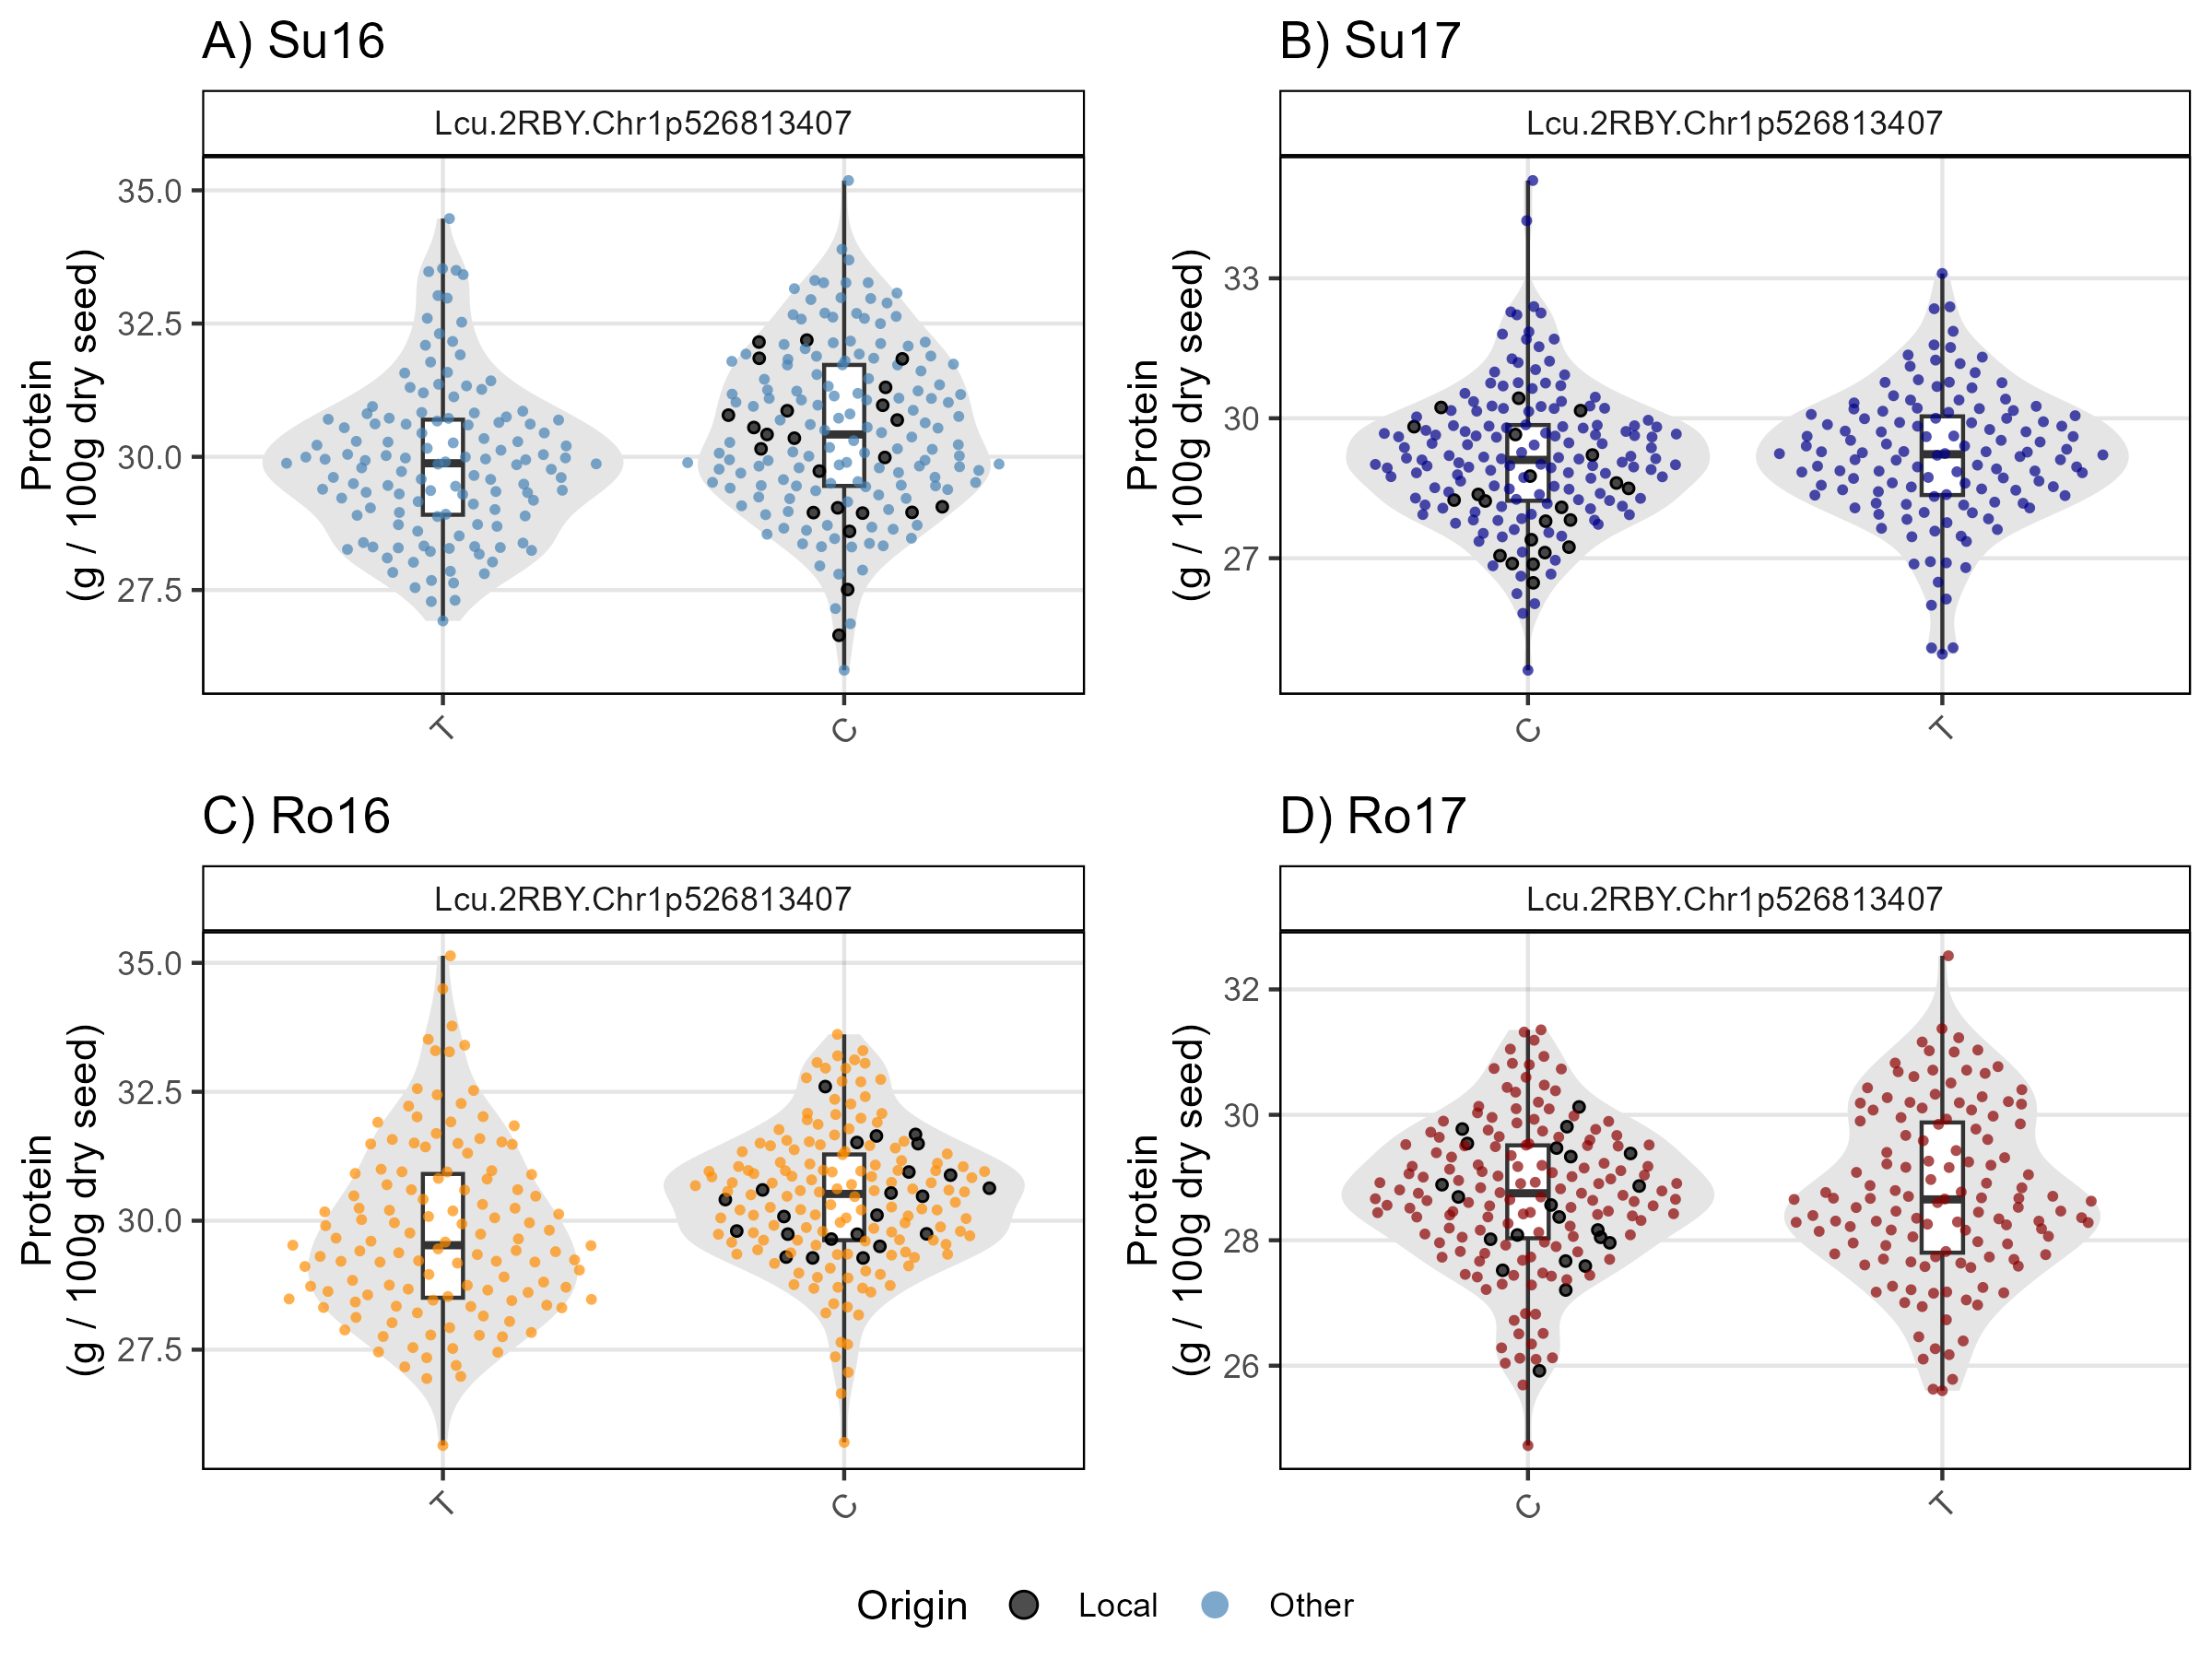 A) Su16
Lcu.2RBY.Chr1p526813407
Protein
(g / 100g dry seed)
35.0
32.5
30.0
27.5
T
C
B) Su17
Lcu.2RBY.Chr1p526813407
Protein
(g / 100g dry seed)
33
30
27
C
T
C) Ro16
Lcu.2RBY.Chr1p526813407
Protein
(g / 100g dry seed)
35.0
32.5
30.0
27.5
T
C
D) Ro17
Lcu.2RBY.Chr1p526813407
Protein
(g / 100g dry seed)
32
30
28
26
C
T
Origin Local Other